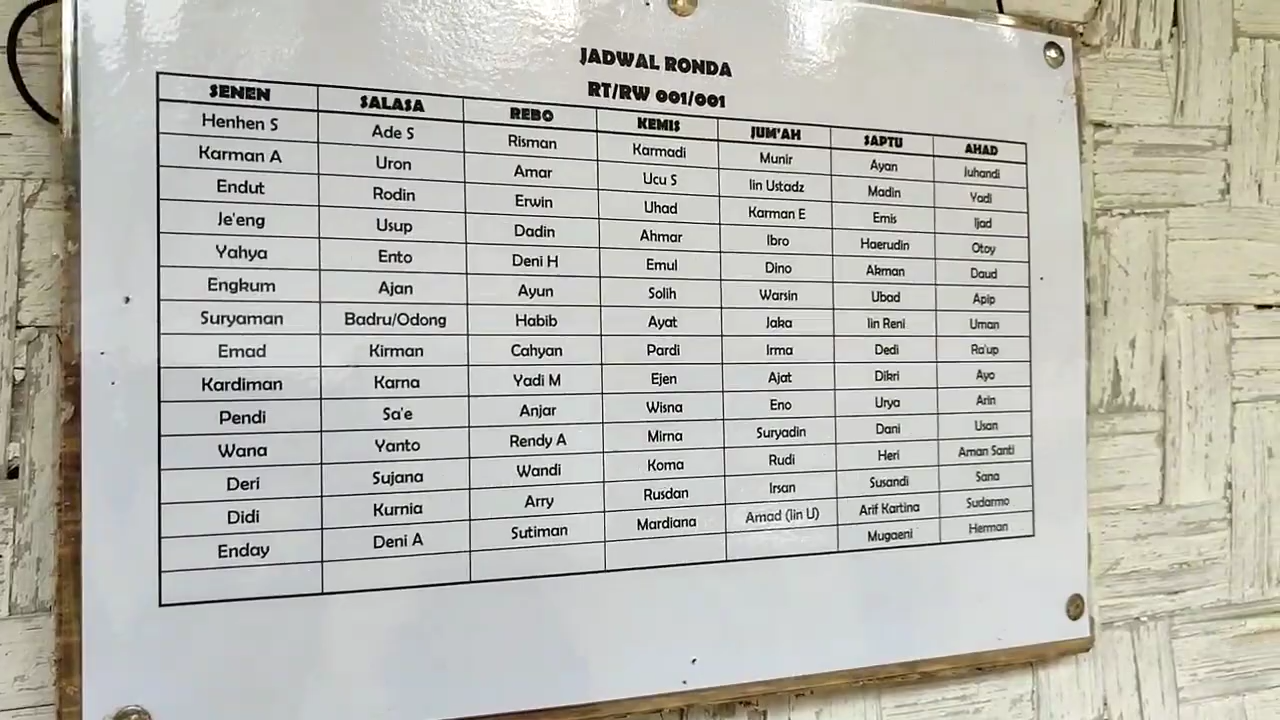 JADWAL RONDA
RT/RW 001/001
SENEN SALASA REBO KEMIS JUM'AH SAPTU AHAD
Henhen S Ade S Risman Karmadi Munir Ayan Juhandi
Karman A Uron Amar Ucu S Iin Ustadz Madin Yadi
Endut Rodin Erwin Uhad Karman E Emis Ijad
Je'eng Usup Dadin Ahmar Ibro Haerudin Otoy
Yahya Ento Deni H Emul Dino Akman Daud
Engkum Ajan Ayun Solih Warsin Ubad Apip
Suryaman Badru/Odong Habib Ayat Jaka Iin Reni Uman
Emad Kirman Cahyan Pardi Irma Dedi Ra'up
Kardiman Karna Yadi M Ejen Ajat Dikri Ayo
Pendi Sa'e Anjar Wisna Eno Urya Arin
Wana Yanto Rendy A Mirna Suryadin Dani Usan
Deri Sujana Wandi Koma Rudi Heri Aman Santi
Didi Kurnia Arry Rusdan Irsan Susandi Sana
Enday Deni A Sutiman Mardiana Amad (Iin U) Arif Kartina Sudarmo
Mugaeni Herman